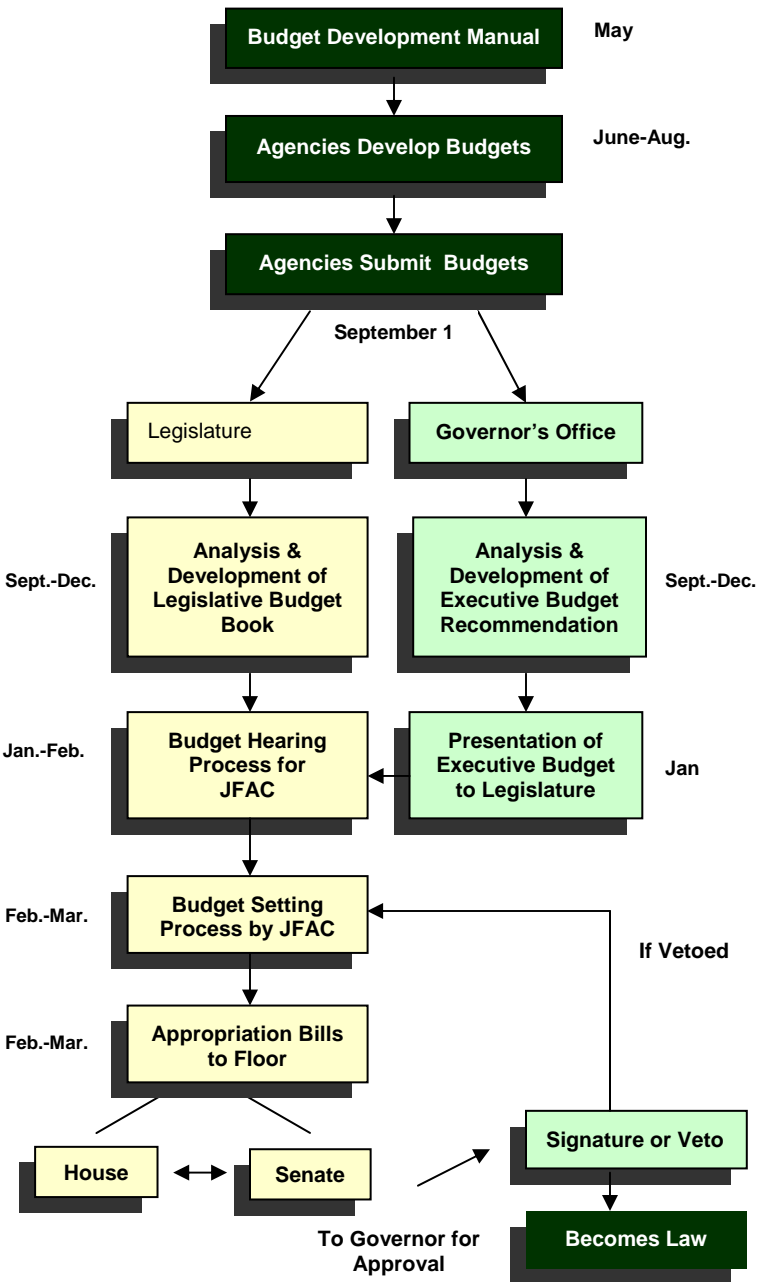 Budget Development Manual
May
Agencies Develop Budgets
June-Aug.
Agencies Submit Budgets
September 1
Legislature
Governor's Office
Sept.-Dec.
Analysis &
Development of
Legislative Budget
Book
Analysis &
Development of
Executive Budget
Recommendation
Sept.-Dec.
Jan.-Feb.
Budget Hearing
Process for
JFAC
Presentation of
Executive Budget
to Legislature
Jan
Feb.-Mar.
Budget Setting
Process by JFAC
If Vetoed
Feb.-Mar.
Appropriation Bills
to Floor
House
Senate
Signature or Veto
To Governor for
Approval
Becomes Law